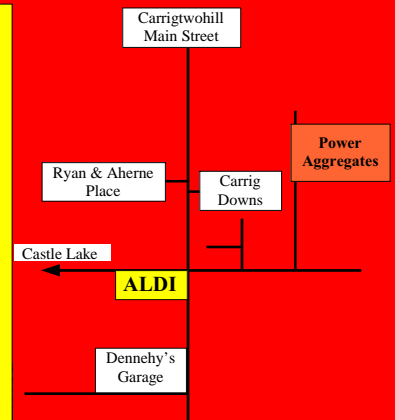 Carrigtwohill
Main Street
Power
Aggregates
Ryan & Aherne
Place
Carrig
Downs
Castle Lake
ALDI
Dennehy's
Garage